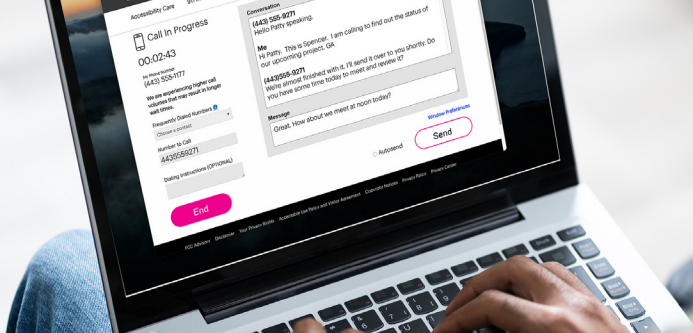 Accessibility Care
Call In Progress
00:02:43
My Phone Number
(443) 555-1177
We are experiencing higher call
volumes that may result in longer
wait times.
Frequently Dialed Numbers
Choose a contact
Number to Call
4435559271
Dialing Instructions (OPTIONAL)
End
Conversation
(443) 555-9271
Hello Patty speaking.
Me
Hi Patty. This is Spencer. I am calling to find out the status of
our upcoming project. GA
(443)555-9271
We're almost finished with it. I'll send it over to you shortly. Do
you have some time today to meet and review it?
Message
Great. How about we meet at noon today?
Window Preferences
Autosend
Send
FCC Advisory Disclaimer Your Privacy Rights Acceptable Use Policy and Visitor Agreement Copyright Notices Privacy Policy Privacy Center